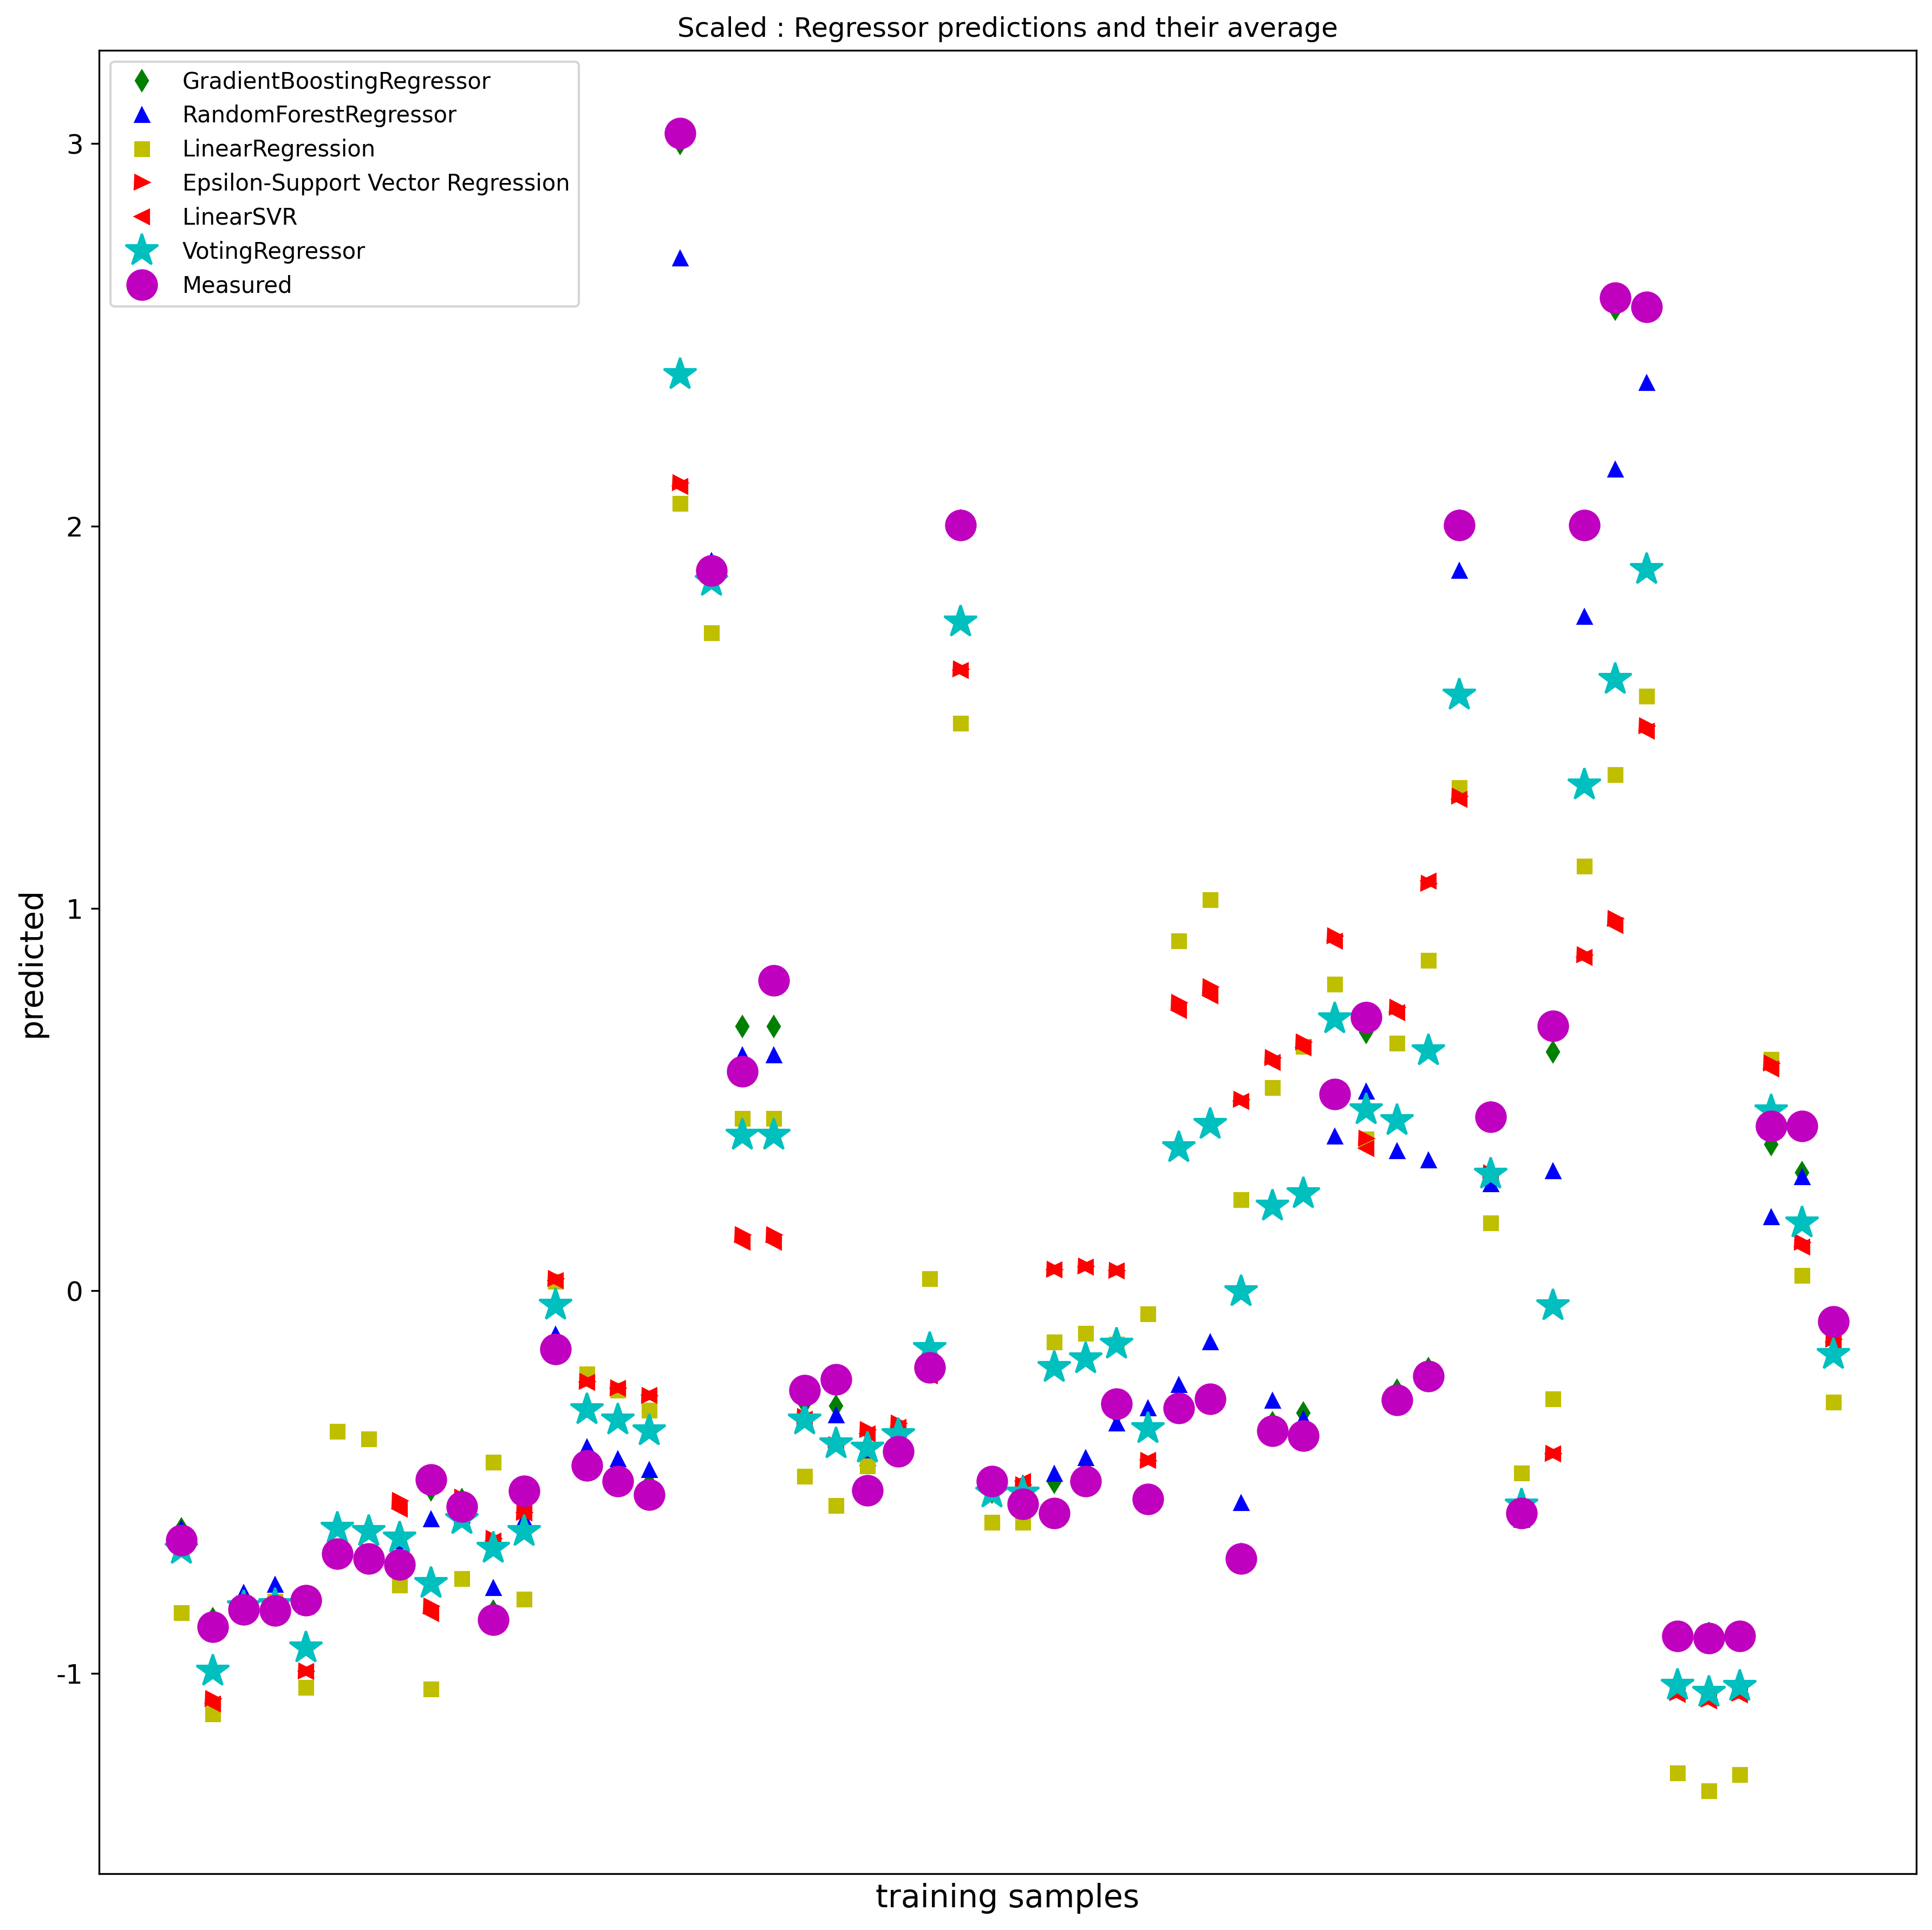 Scaled : Regressor predictions and their average
GradientBoostingRegressor
RandomForestRegressor
LinearRegression
Epsilon-Support Vector Regression
LinearSVR
VotingRegressor
Measured
3
2
1
0
-1
predicted
training samples